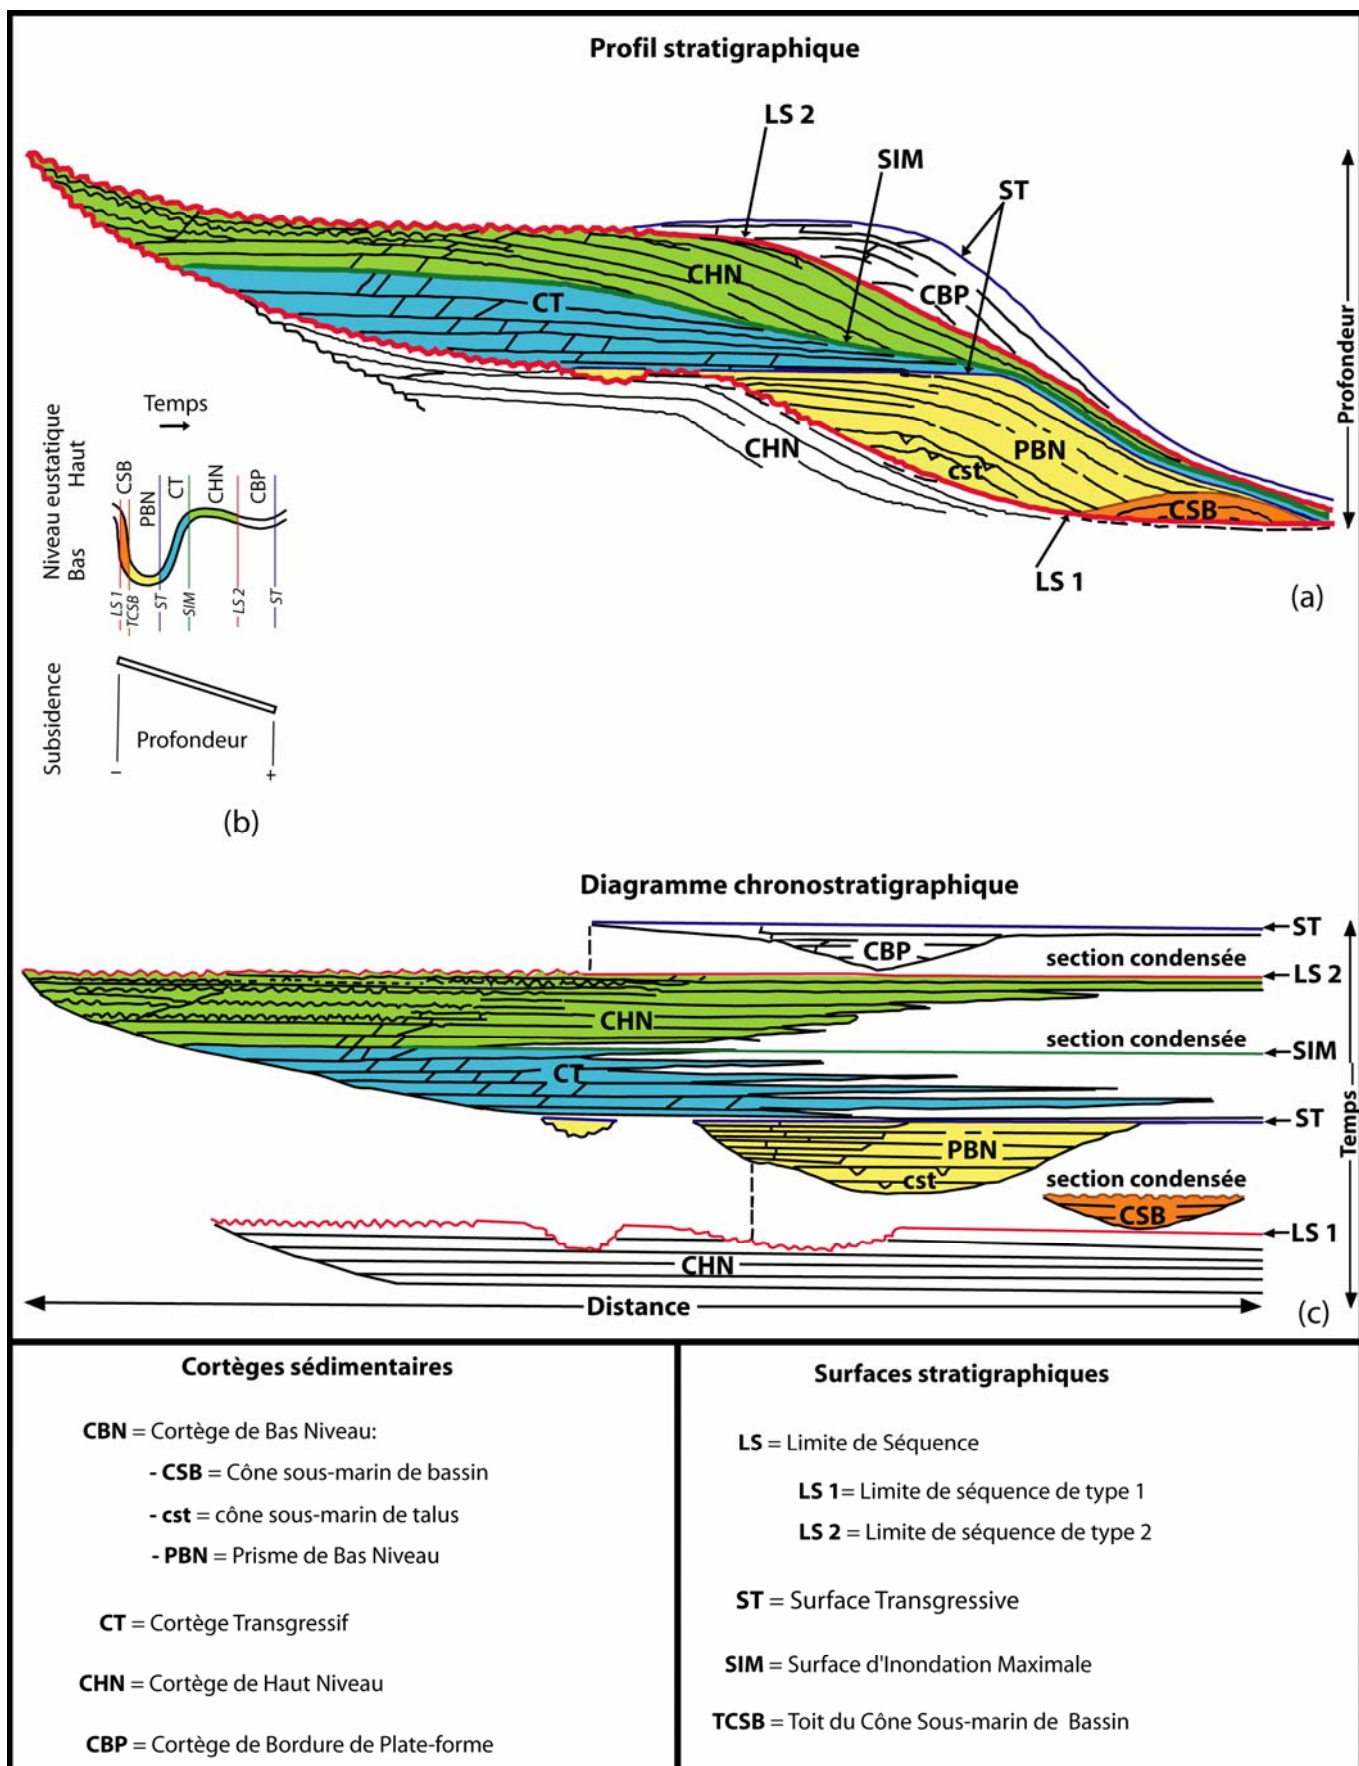 Profil stratigraphique
LS 2
SIM
ST
CHN
CBP
CT
PBN
CHN
cst
CSB
LS 1
Profondeur
(a)
Temps
Niveau eustatique
Haut
Bas
CSB
PBN
CT
CHN
CBP
LS 1
TCSB
ST
SIM
LS 2
ST
Subsidence
Profondeur
–
+
(b)
Diagramme chronostratigraphique
ST
CBP
section condensée
LS 2
CHN
section condensée
SIM
CT
ST
PBN
cst
section condensée
CSB
LS 1
CHN
Temps
Distance
(c)
Cortèges sédimentaires
CBN = Cortège de Bas Niveau:
- CSB = Cône sous-marin de bassin
- cst = cône sous-marin de talus
- PBN = Prisme de Bas Niveau
CT = Cortège Transgressif
CHN = Cortège de Haut Niveau
CBP = Cortège de Bordure de Plate-forme
Surfaces stratigraphiques
LS = Limite de Séquence
LS 1= Limite de séquence de type 1
LS 2 = Limite de séquence de type 2
ST = Surface Transgressive
SIM = Surface d'Inondation Maximale
TCSB = Toit du Cône Sous-marin de Bassin